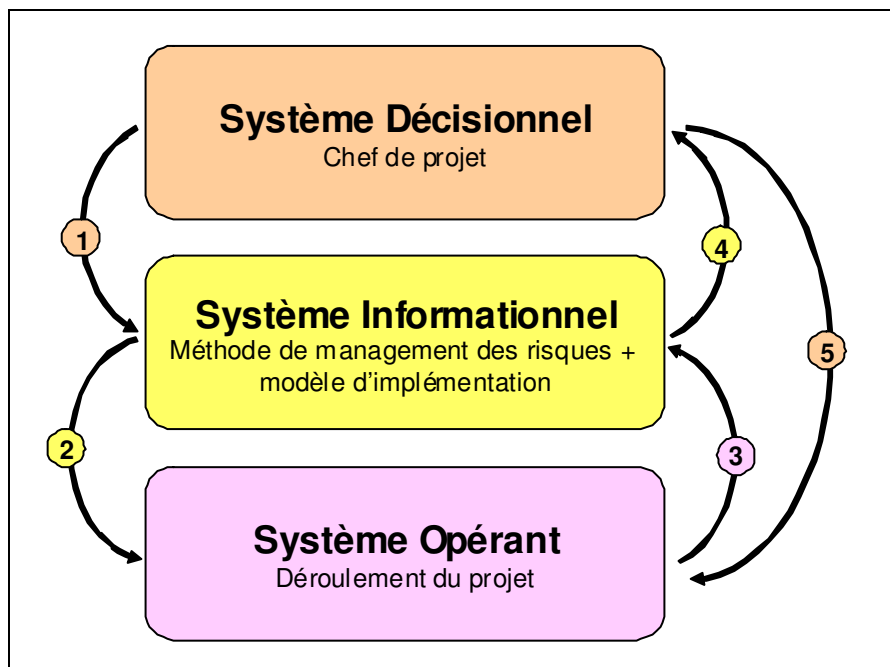 Système Décisionnel
Chef de projet
1
4
Système Informationnel
Méthode de management des risques +
modèle d'implémentation
5
2
3
Système Opérant
Déroulement du projet